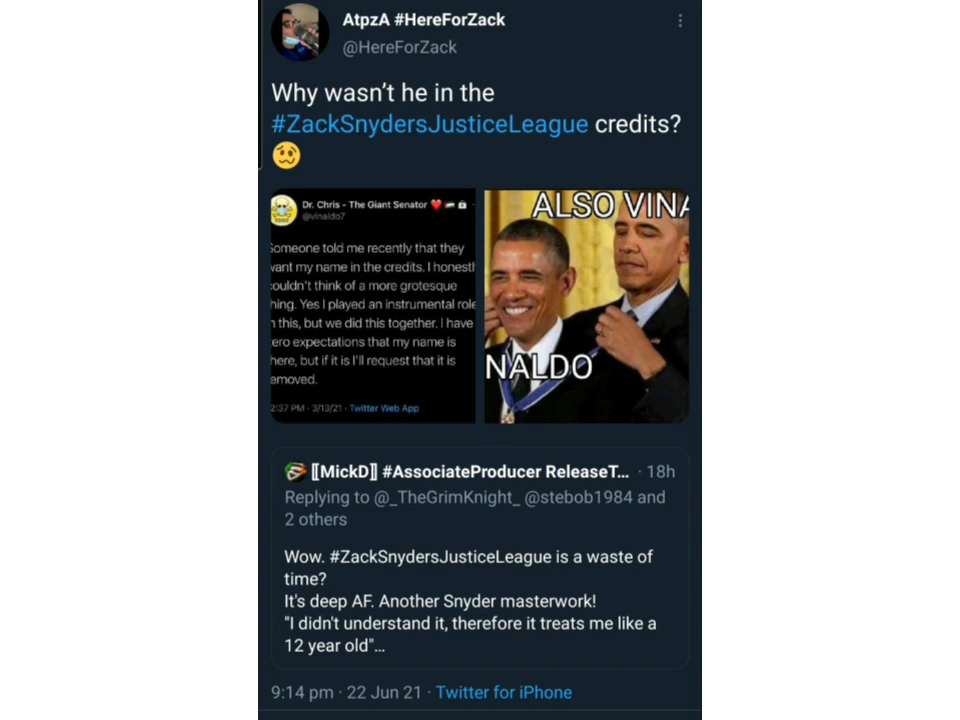 AtpzA #HereForZack
@HereForZack
Why wasn't he in the
#ZackSnydersJusticeLeague credits?
Dr. Chris - The Giant Senator
@vinaldo7
Someone told me recently that they
want my name in the credits. I honestl
couldn't think of a more grotesque
hing. Yes I played an instrumental role
n this, but we did this together. I have
ero expectations that my name is
here, but if it is I'll request that it is
emoved.
2:37 PM · 3/13/21 · Twitter Web App
ALSO VINA
NALDO
⟦MickD⟧ #AssociateProducer ReleaseT... · 18h
Replying to @_TheGrimKnight_ @stebob1984 and
2 others
Wow. #ZackSnydersJusticeLeague is a waste of
time?
It's deep AF. Another Snyder masterwork!
"I didn't understand it, therefore it treats me like a
12 year old"...
9:14 pm · 22 Jun 21 · Twitter for iPhone